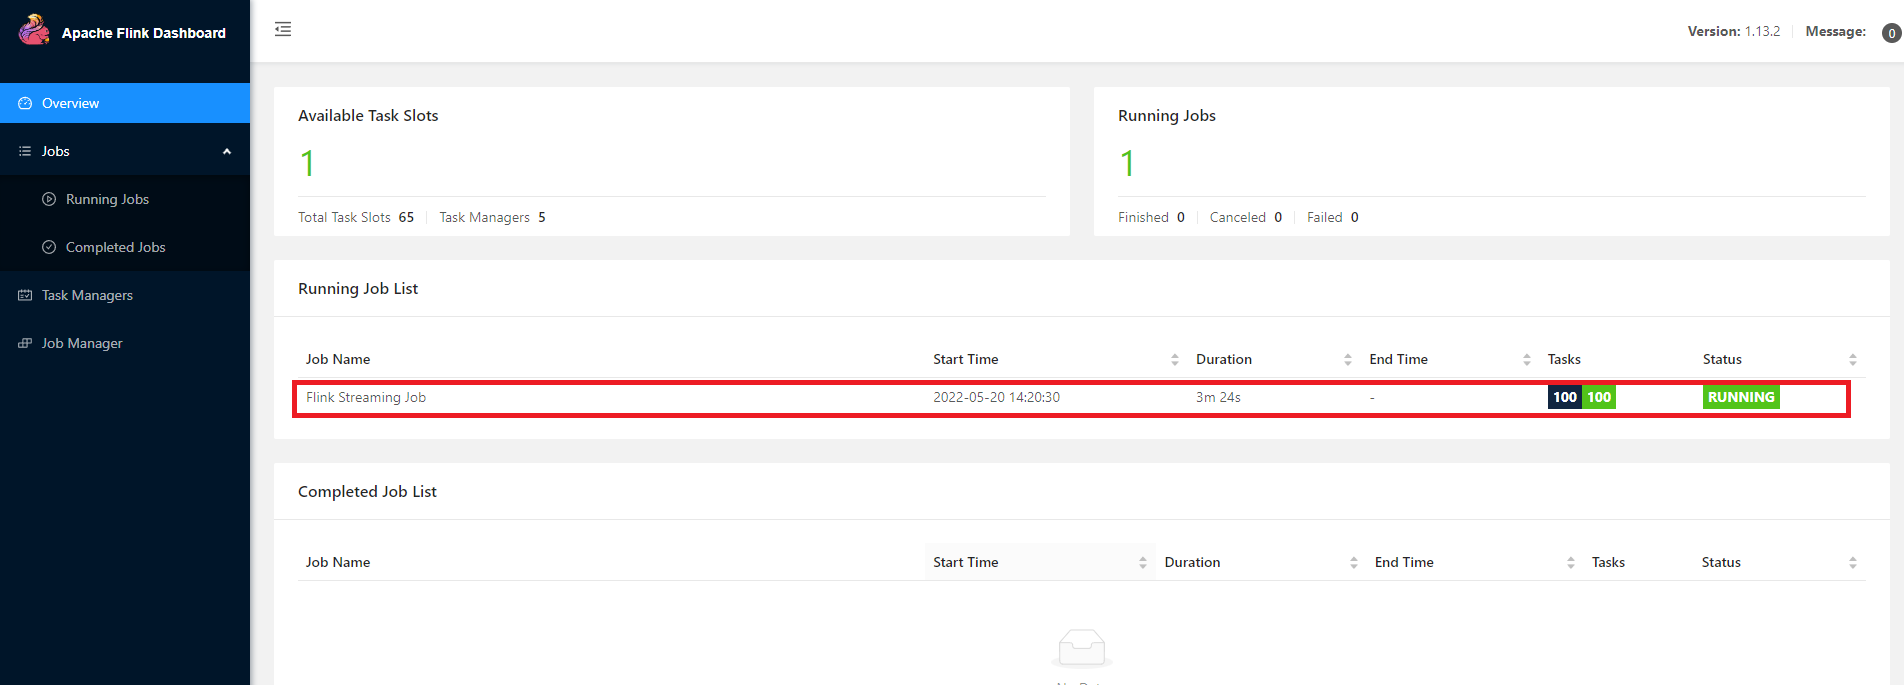 Apache Flink Dashboard
Version: 1.13.2 Message: 0
Overview
Jobs
Running Jobs
Completed Jobs
Task Managers
Job Manager
Available Task Slots
1
Total Task Slots 65 Task Managers 5
Running Jobs
1
Finished 0 Canceled 0 Failed 0
Running Job List
Job Name Start Time Duration End Time Tasks Status
Flink Streaming Job 2022-05-20 14:20:30 3m 24s - 100 100 RUNNING
Completed Job List
Job Name Start Time Duration End Time Tasks Status